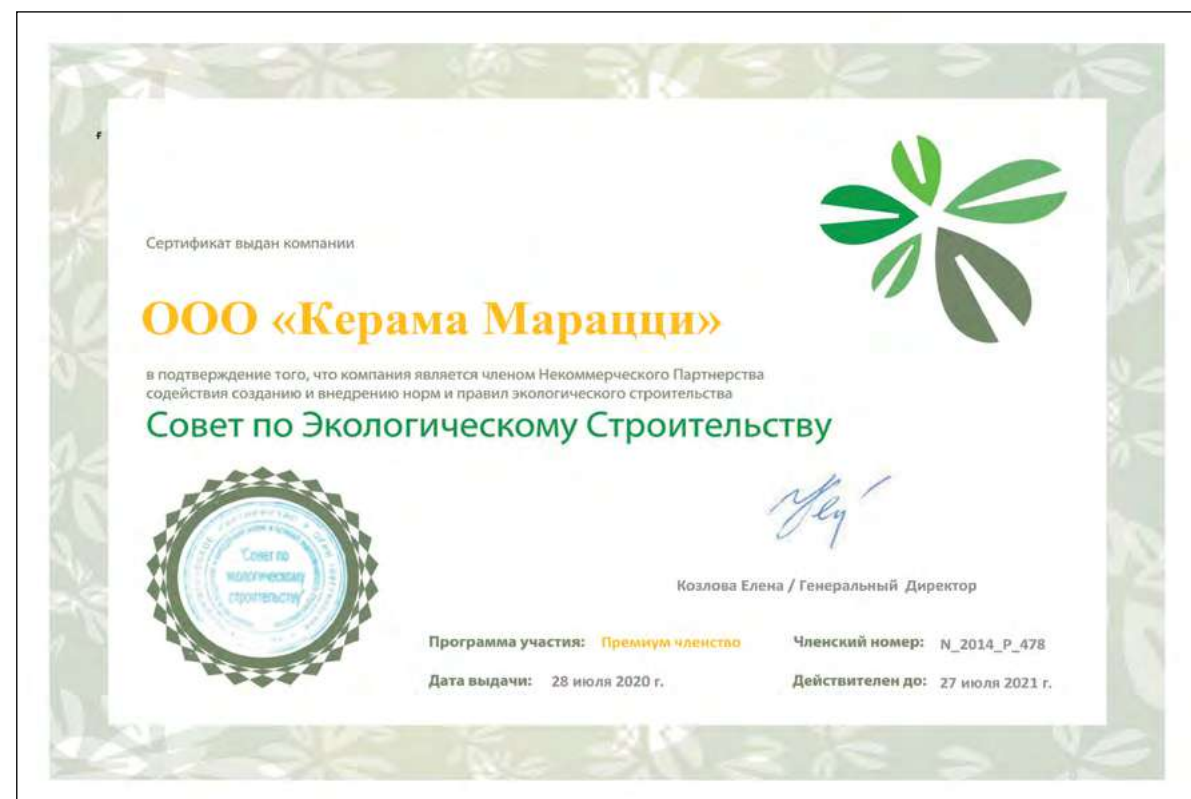 Сертификат выдан компании
ООО «Керама Марацци»
в подтверждение того, что компания является членом Некоммерческого Партнерства
содействия созданию и внедрению норм и правил экологического строительства
Совет по Экологическому Строительству
"Совет по
экологическому
строительству"
Козлова Елена / Генеральный Директор
Программа участия: Премиум членство
Членский номер: N_2014_P_478
Дата выдачи: 28 июля 2020 г.
Действителен до: 27 июля 2021 г.